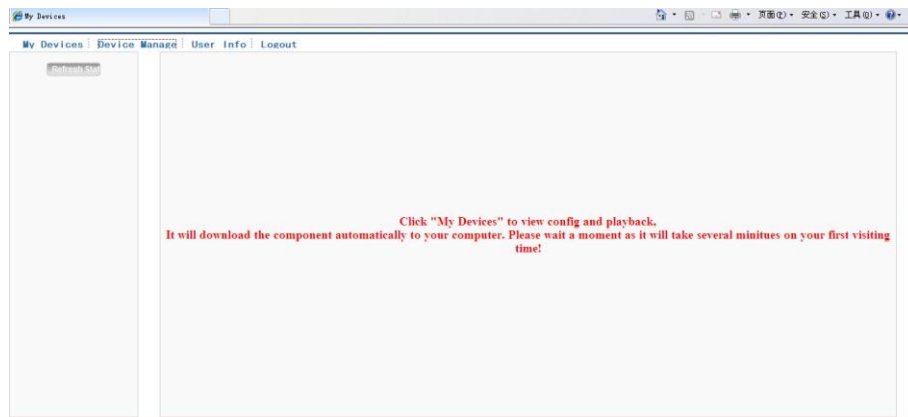 My Devices
页面(P) 安全(S) 工具(O)
My Devices Device Manage User Info Logout
Refresh Stat
Click "My Devices" to view config and playback.
It will download the component automatically to your computer. Please wait a moment as it will take several minitues on your first visiting
time!